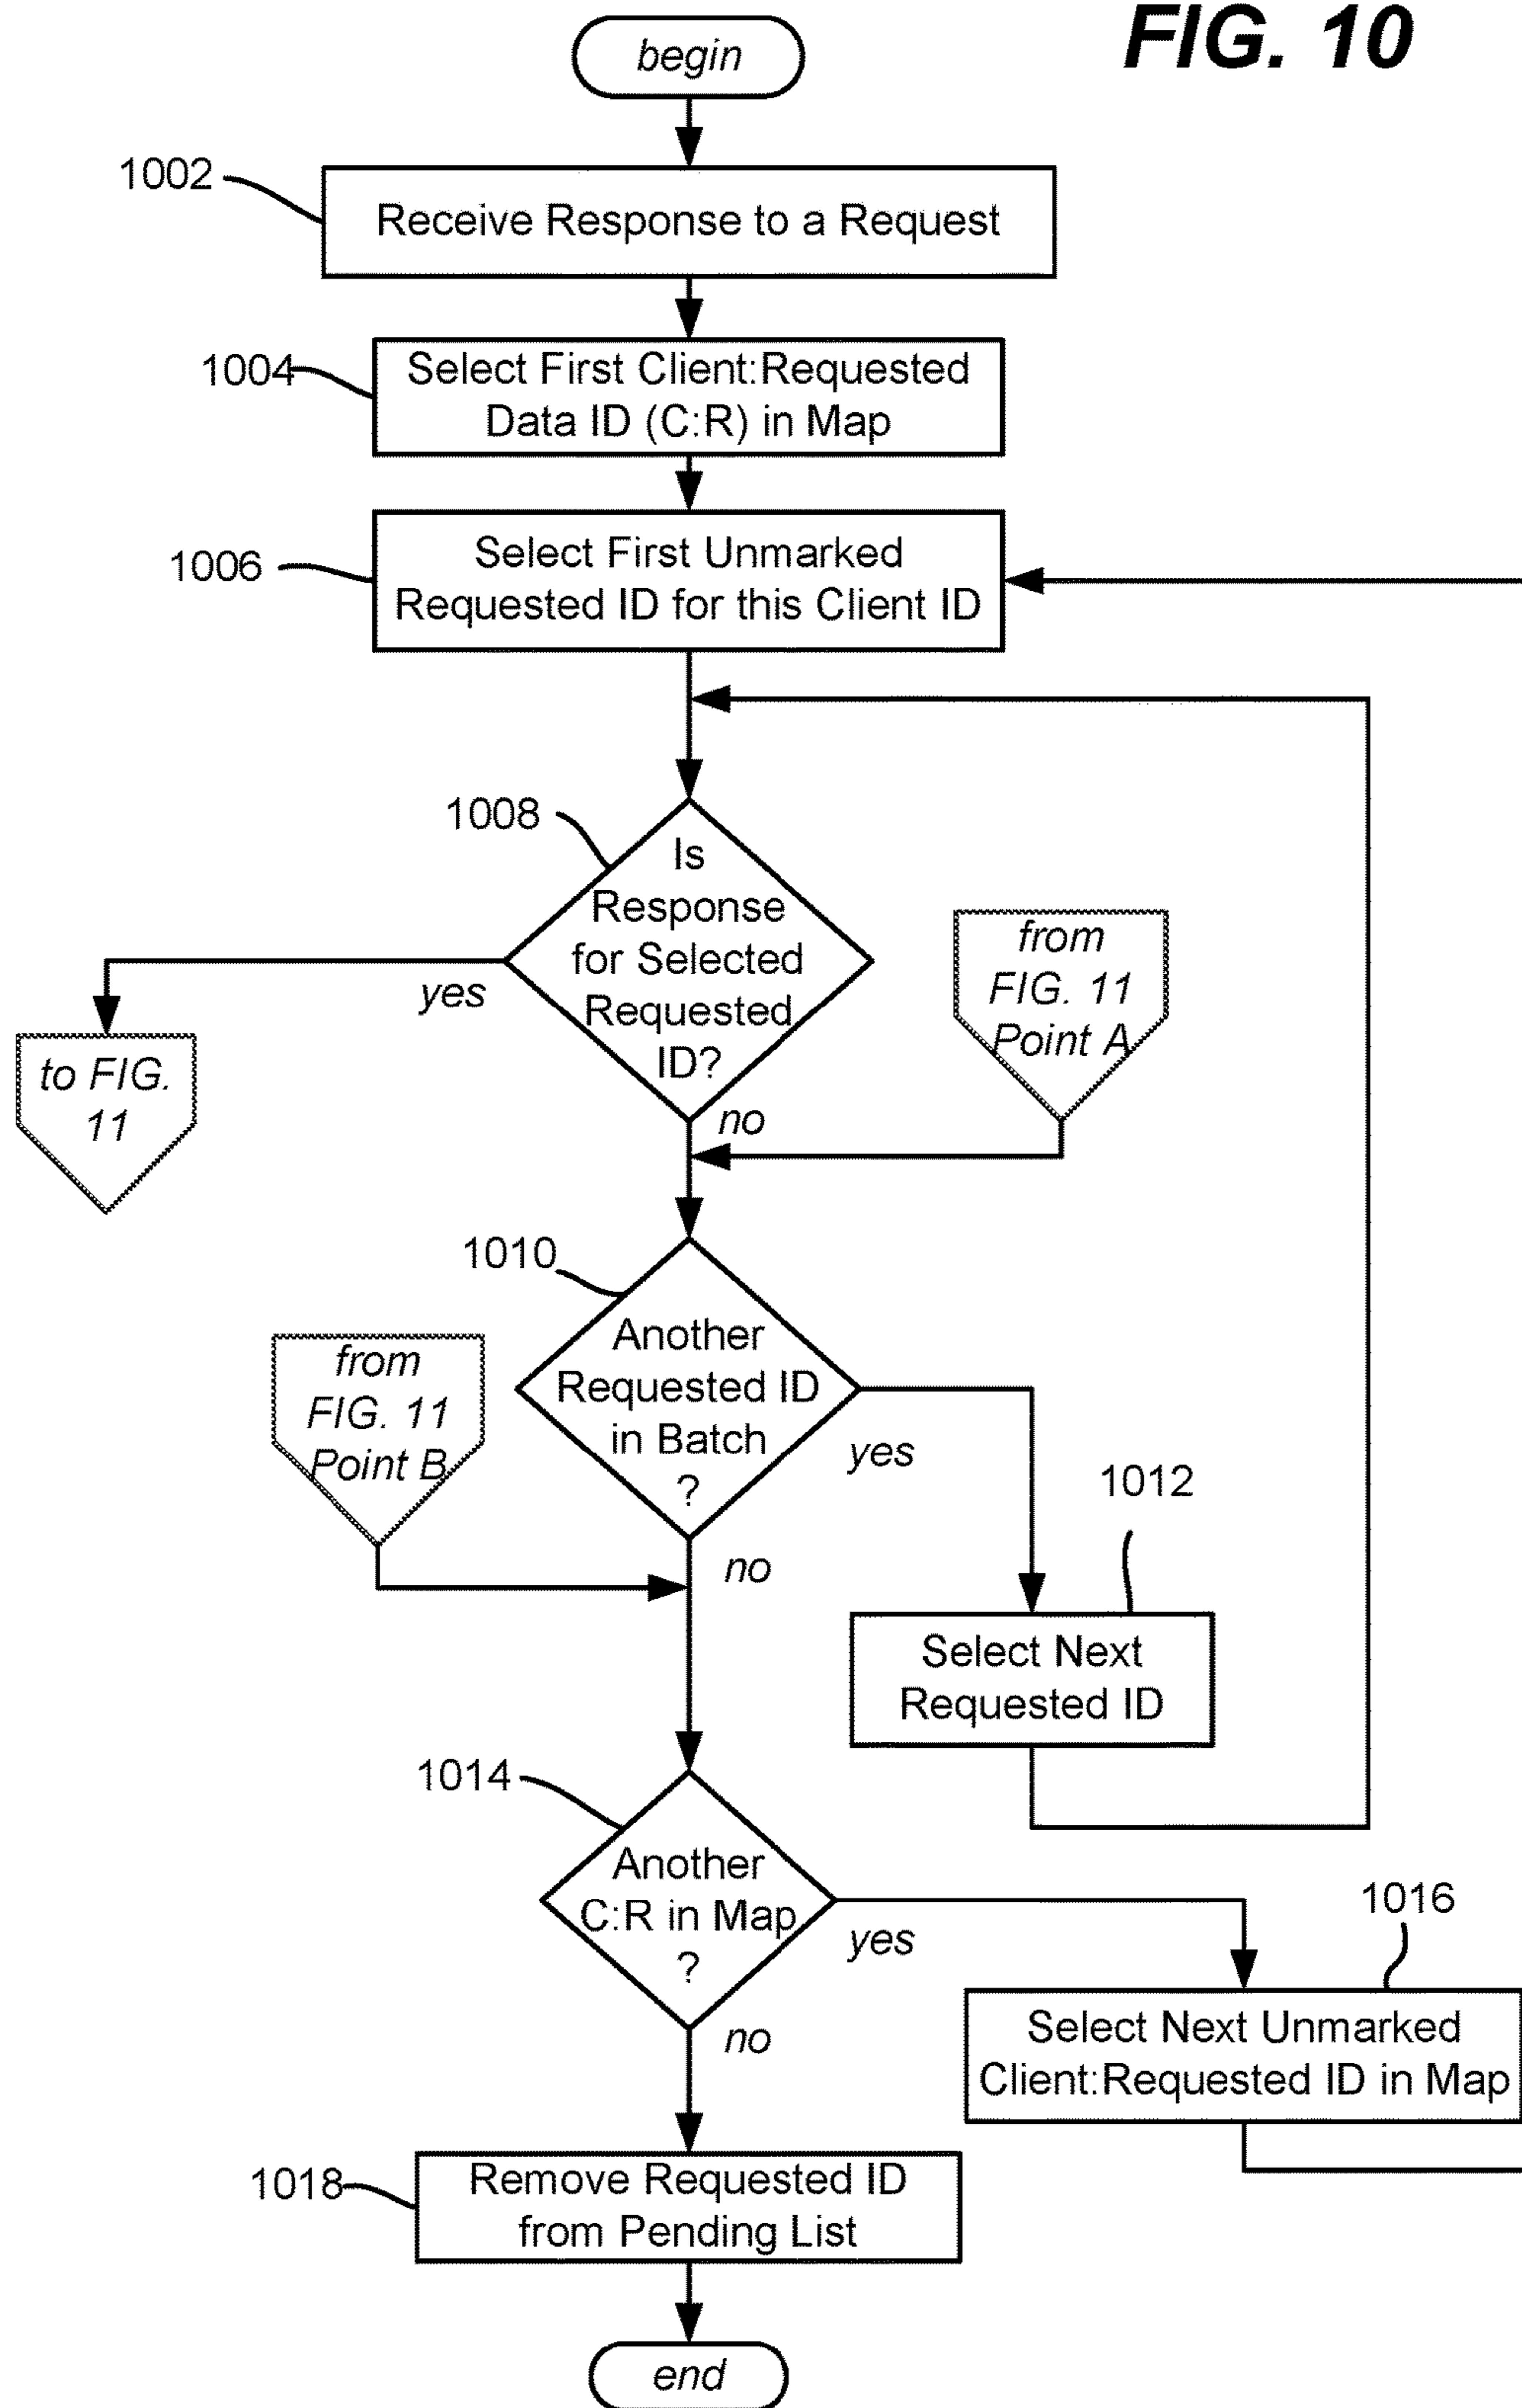 FIG. 10
begin
1002
Receive Response to a Request
1004
Select First Client:Requested
Data ID (C:R) in Map
1006
Select First Unmarked
Requested ID for this Client ID
1008
Is
Response
for Selected
Requested
ID?
yes
to FIG.
11
from
FIG. 11
Point A
no
1010
Another
Requested ID
in Batch
?
yes
from
FIG. 11
Point B
no
1012
Select Next
Requested ID
1014
Another
C:R in Map
?
yes
1016
Select Next Unmarked
Client:Requested ID in Map
no
1018
Remove Requested ID
from Pending List
end